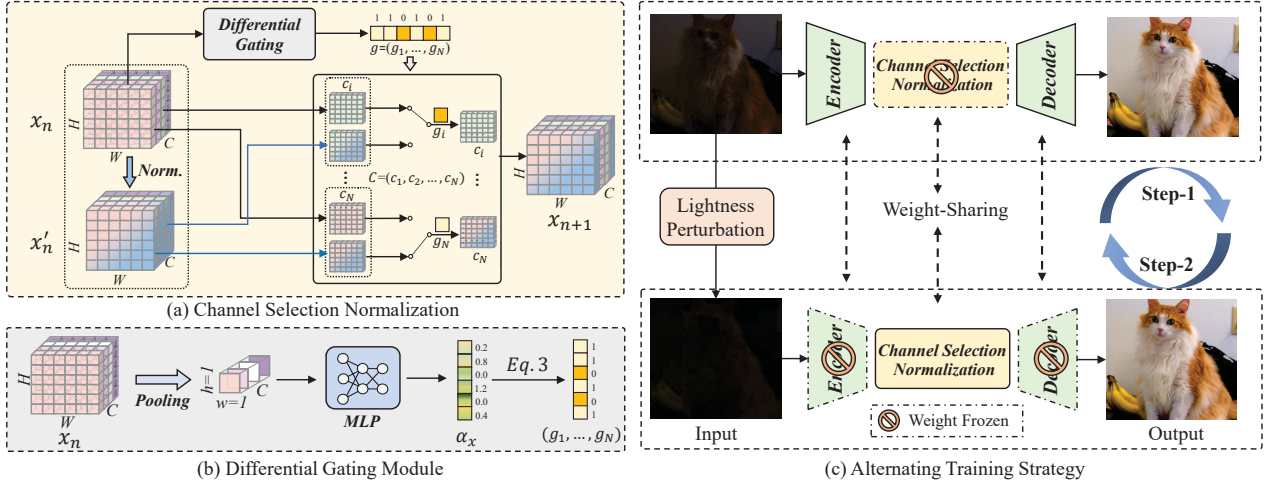 Differential
Gating
1 1 0 1 0 1
g=(g1, ..., gN)
xn
H
W
C
Norm.
x′n
H
W
C
ci
gi
ci
C=(c1, c2, ..., cN)
cN
gN
cN
H
W
C
xn+1
(a) Channel Selection Normalization
H
W
C
xn
Pooling
h=1
w=1
C
MLP
0.2
0.8
0.0
1.2
0.0
0.4
αx
Eq. 3
1
1
0
1
0
1
(g1, ..., gN)
(b) Differential Gating Module
Encoder
Channel Selection
Normalization
Decoder
Lightness
Perturbation
Weight-Sharing
Step-1
Step-2
Encoder
Channel Selection
Normalization
Decoder
Weight Frozen
Input
Output
(c) Alternating Training Strategy